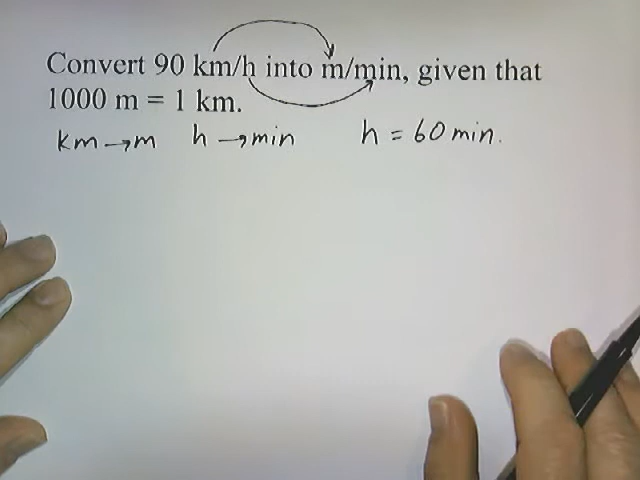 Convert 90 km/h into m/min, given that
1000 m = 1 km.
km → m h → min h = 60 min.